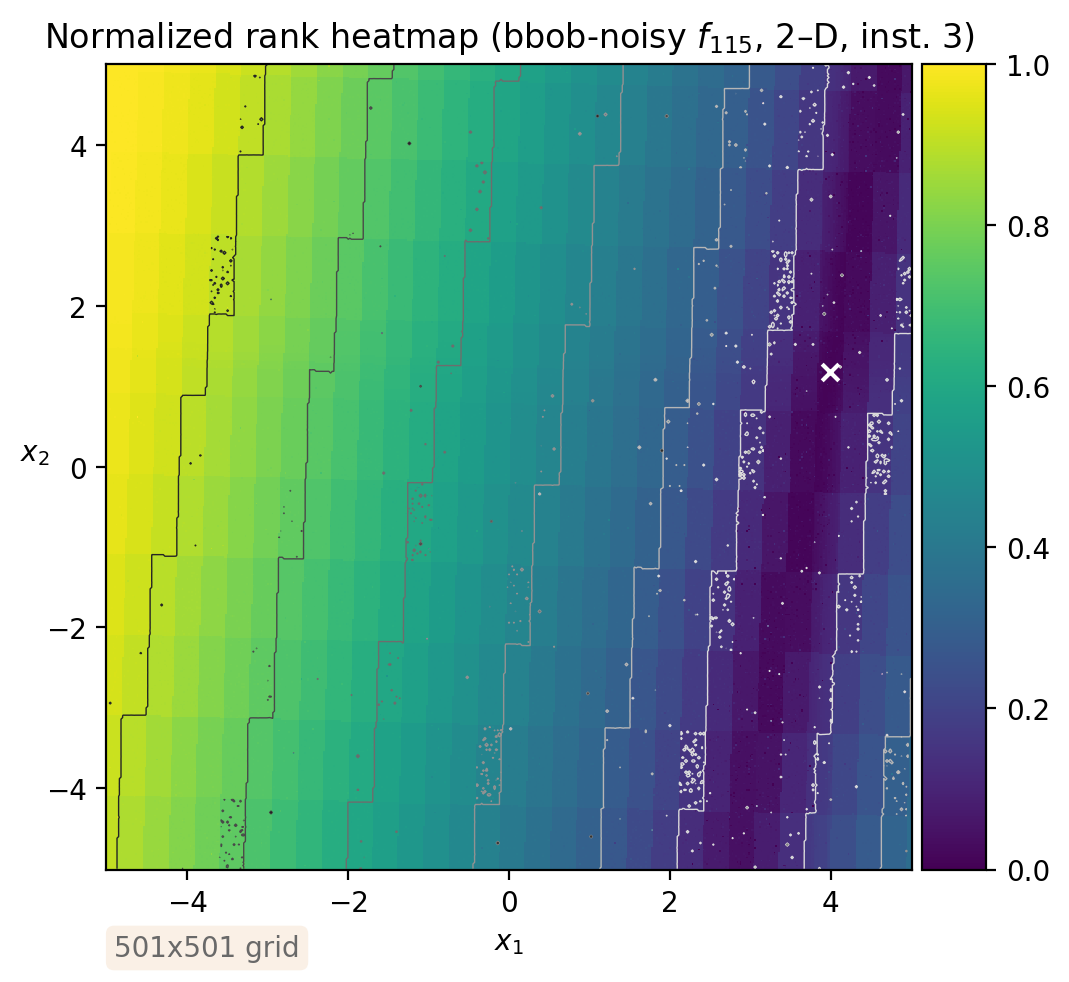 Normalized rank heatmap (bbob-noisy f₁₁₅, 2–D, inst. 3)
1.0
0.8
0.6
0.4
0.2
0.0
4
2
0
−2
−4
x₂
−4 −2 0 2 4
x₁
501x501 grid